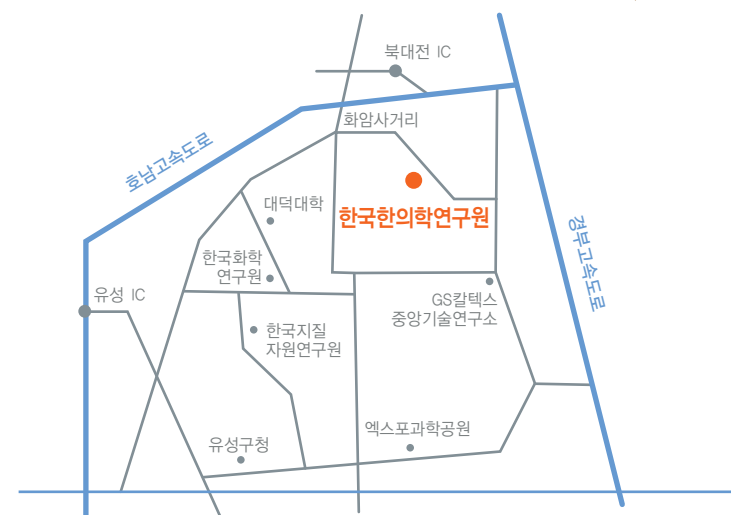 북대전 IC
화암사거리
호남고속도로
대덕대학
한국한의학연구원
경부고속도로
한국화학
연구원
유성 IC
GS칼텍스
중앙기술연구소
한국지질
자원연구원
엑스포과학공원
유성구청